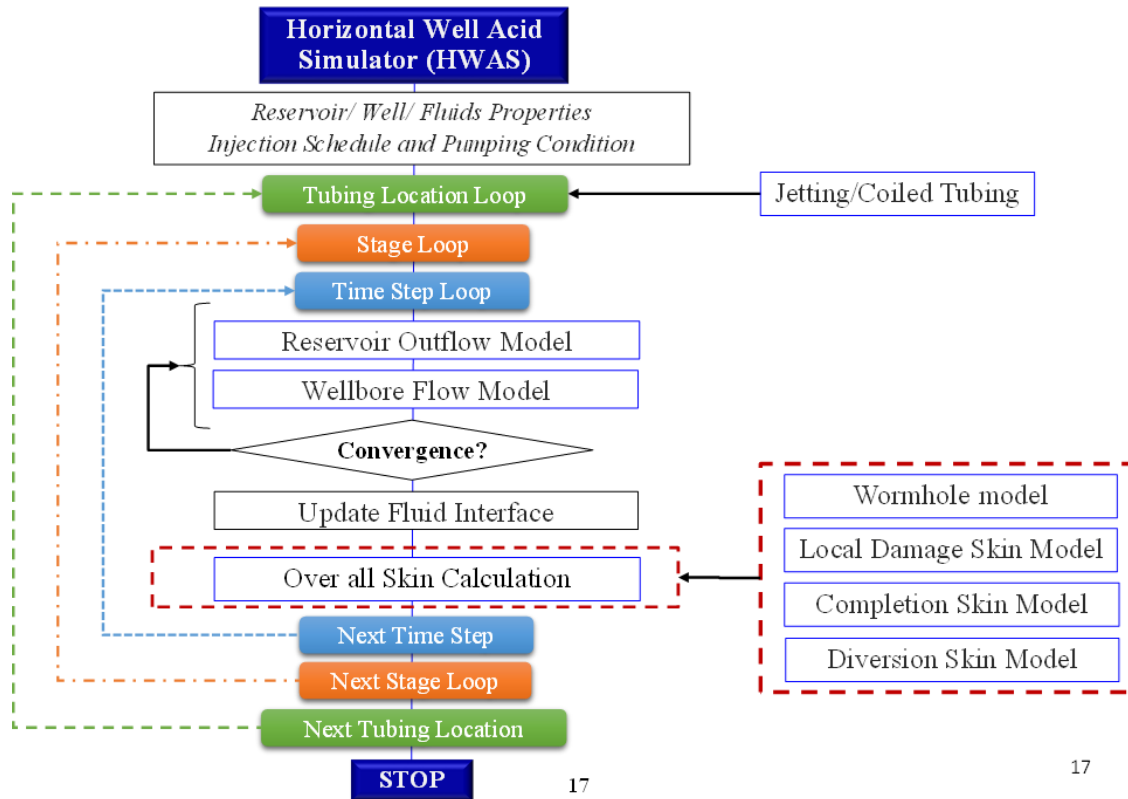 Horizontal Well Acid
Simulator (HWAS)
Reservoir/ Well/ Fluids Properties
Injection Schedule and Pumping Condition
Tubing Location Loop
Jetting/Coiled Tubing
Stage Loop
Time Step Loop
Reservoir Outflow Model
Wellbore Flow Model
Convergence?
Update Fluid Interface
Over all Skin Calculation
Wormhole model
Local Damage Skin Model
Completion Skin Model
Diversion Skin Model
Next Time Step
Next Stage Loop
Next Tubing Location
STOP
17
17